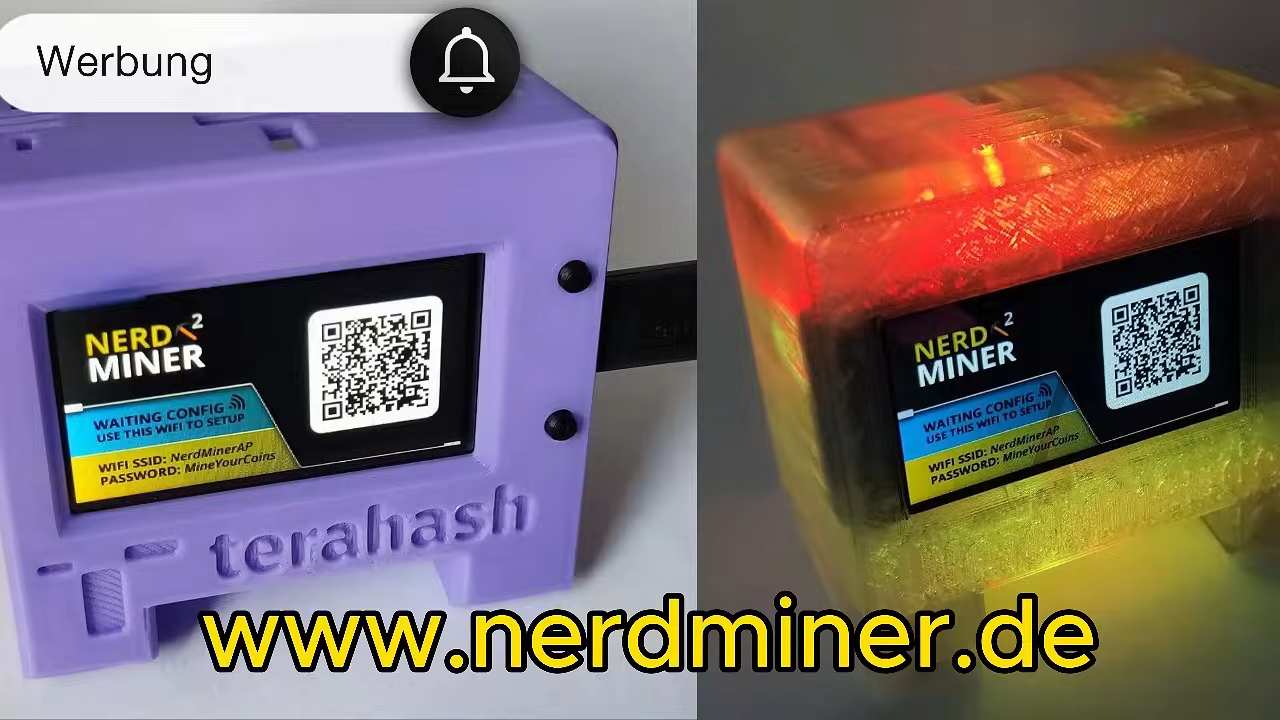 Werbung
NERD 2
MINER
WAITING CONFIG
USE THIS WIFI TO SETUP
WIFI SSID: NerdMinerAP
PASSWORD: MineYourCoins
terahash
NERD 2
MINER
WAITING CONFIG
USE THIS WIFI TO SETUP
WIFI SSID: NerdMinerAP
PASSWORD: MineYourCoins
www.nerdminer.de